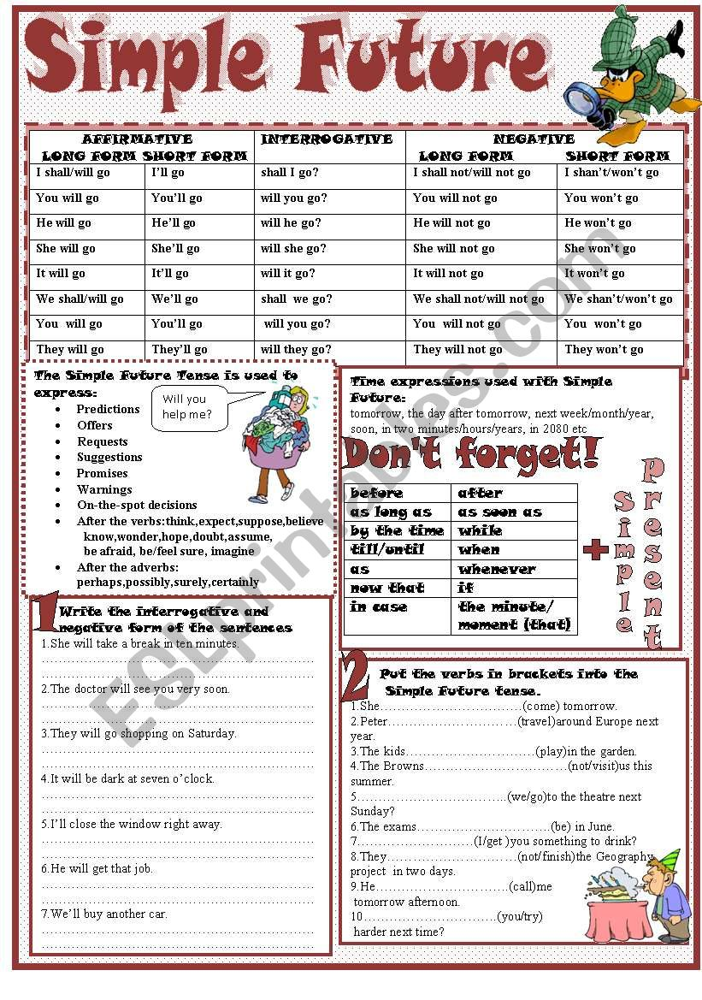 Simple Future
AFFIRMATIVE INTERROGATIVE NEGATIVE
LONG FORM SHORT FORM LONG FORM SHORT FORM
I shall/will go I'll go shall I go? I shall not/will not go I shan't/won't go
You will go You'll go will you go? You will not go You won't go
He will go He'll go will he go? He will not go He won't go
She will go She'll go will she go? She will not go She won't go
It will go It'll go will it go? It will not go It won't go
We shall/will go We'll go shall we go? We shall not/will not go We shan't/won't go
You will go You'll go will you go? You will not go You won't go
They will go They'll go will they go? They will not go They won't go
The Simple Future Tense is used to
express:
• Predictions
• Offers
• Requests
• Suggestions
• Promises
• Warnings
• On-the-spot decisions
• After the verbs:think,expect,suppose,believe
know,wonder,hope,doubt,assume,
be afraid, be/feel sure, imagine
• After the adverbs:
perhaps,possibly,surely,certainly
Will you
help me?
Time expressions used with Simple
Future:
tomorrow, the day after tomorrow, next week/month/year,
soon, in two minutes/hours/years, in 2080 etc
Don't forget!
before after
as long as as soon as
by the time while
till/until when
as whenever
now that if
in case the minute/
moment (that)
+
Simple
Present
1 Write the interrogative and
negative form of the sentences
1.She will take a break in ten minutes.
2.The doctor will see you very soon.
3.They will go shopping on Saturday.
4.It will be dark at seven o'clock.
5.I'll close the window right away.
6.He will get that job.
7.We'll buy another car.
2 Put the verbs in brackets into the
Simple Future tense.
1.She……………………………(come) tomorrow.
2.Peter…………………………(travel)around Europe next
year.
3.The kids…………………………(play)in the garden.
4.The Browns……………………………(not/visit)us this
summer.
5……………………………(we/go)to the theatre next
Sunday?
6.The exams…………………………(be) in June.
7………………………(I/get )you something to drink?
8.They…………………………(not/finish)the Geography
project in two days.
9.He…………………………(call)me
tomorrow afternoon.
10…………………………(you/try)
harder next time?
ESLprintables.com